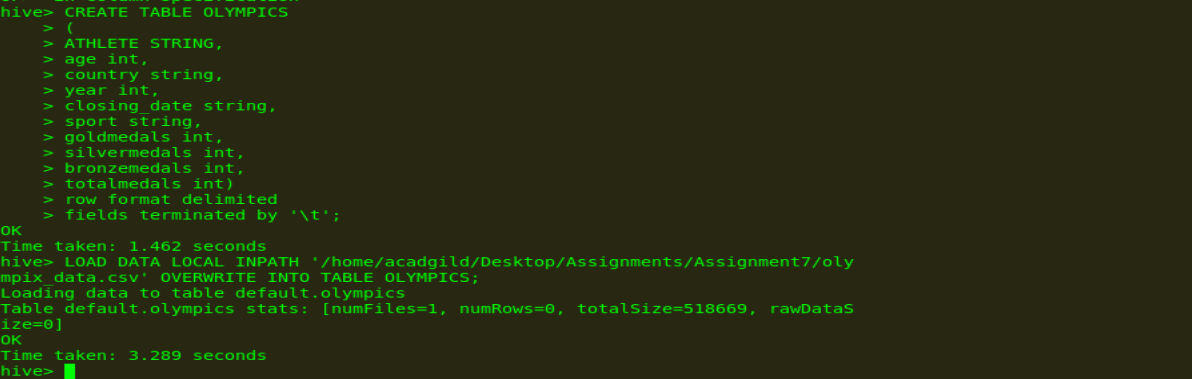 hive> CREATE TABLE OLYMPICS
> (
> ATHLETE STRING,
> age int,
> country string,
> year int,
> closing_date string,
> sport string,
> goldmedals int,
> silvermedals int,
> bronzemedals int,
> totalmedals int)
> row format delimited
> fields terminated by '\t';
OK
Time taken: 1.462 seconds
hive> LOAD DATA LOCAL INPATH '/home/acadgild/Desktop/Assignments/Assignment7/oly
mpix_data.csv' OVERWRITE INTO TABLE OLYMPICS;
Loading data to table default.olympics
Table default.olympics stats: [numFiles=1, numRows=0, totalSize=518669, rawDataS
ize=0]
OK
Time taken: 3.289 seconds
hive>